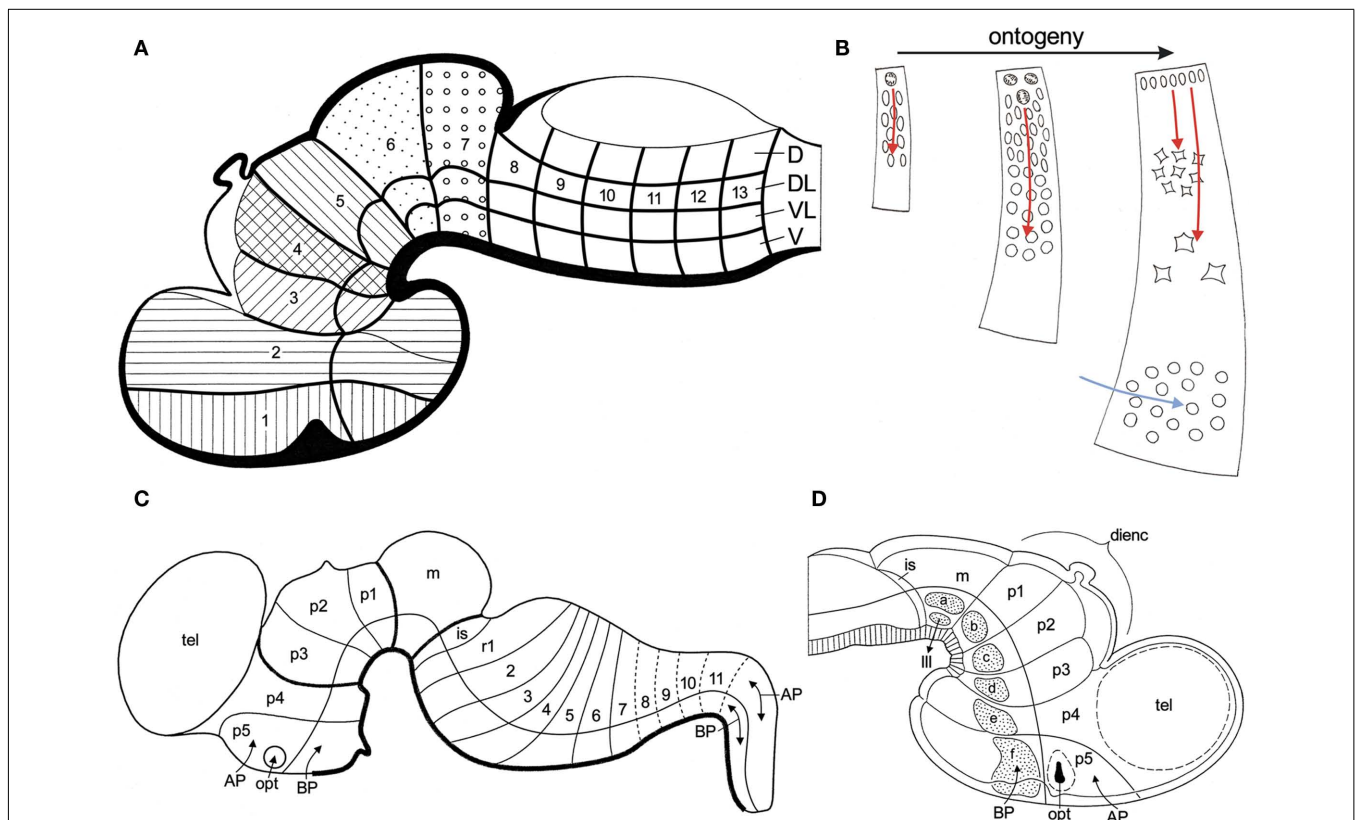 A
6
7
8
9
10
11
12
13
D
DL
VL
V
5
4
3
2
1
B
ontogeny
C
tel
p2
p1
m
p3
is
r1
p4
2
3
4
5
6
7
8
9
10
11
AP
p5
BP
AP
opt
BP
D
dienc
is
m
p1
a
b
p2
III
c
p3
d
tel
e
p4
f
p5
BP
opt
AP